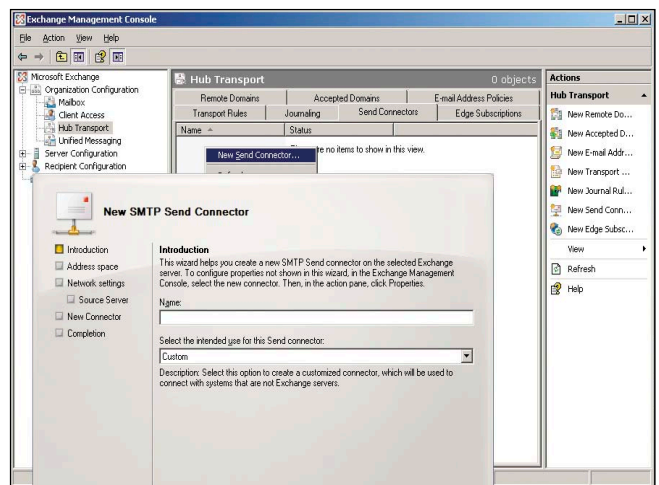 Exchange Management Console
File Action View Help
Microsoft Exchange
Organization Configuration
Mailbox
Client Access
Hub Transport
Unified Messaging
Server Configuration
Recipient Configuration
Hub Transport 0 objects
Remote Domains Accepted Domains E-mail Address Policies
Transport Rules Journaling Send Connectors Edge Subscriptions
Name Status
re no items to show in this view.
New Send Connector...
Actions
Hub Transport
New Remote Do...
New Accepted D...
New E-mail Addr...
New Transport ...
New Journal Rul...
New Send Conn...
New Edge Subsc...
View
Refresh
Help
New SMTP Send Connector
Introduction
Address space
Network settings
Source Server
New Connector
Completion
Introduction
This wizard helps you create a new SMTP Send connector on the selected Exchange
server. To configure properties not shown in this wizard, in the Exchange Management
Console, select the new connector. Then, in the action pane, click Properties.
Name:
Select the intended use for this Send connector:
Custom
Description: Select this option to create a customized connector, which will be used to
connect with systems that are not Exchange servers.